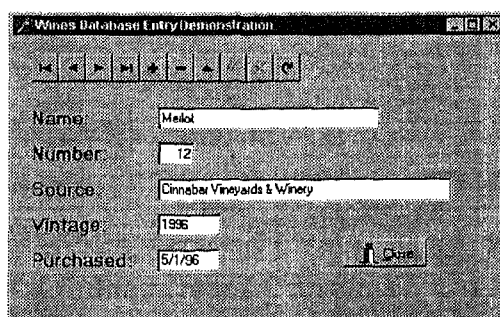 Wines Database Entry Demonstration
Name: Merlot
Number: 12
Source: Cinnabar Vineyards & Winery
Vintage: 1996
Purchased: 5/1/96
Close